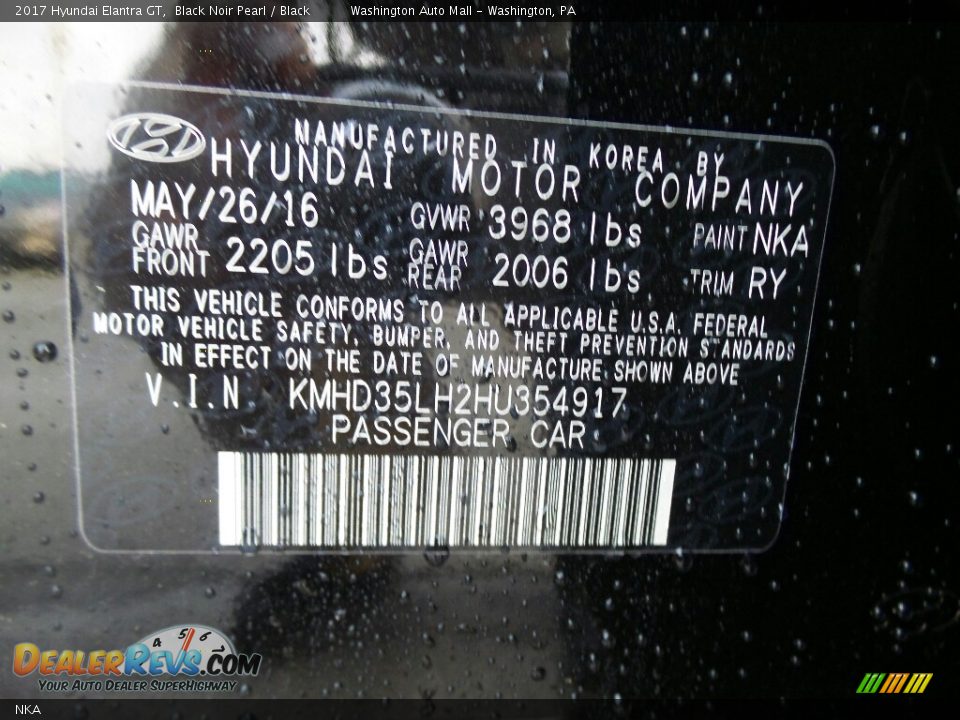 2017 Hyundai Elantra GT, Black Noir Pearl / Black Washington Auto Mall - Washington, PA
MANUFACTURED IN KOREA BY
HYUNDAI MOTOR COMPANY
MAY/26/16 GVWR 3968 lbs PAINT NKA
GAWR FRONT 2205 lbs GAWR REAR 2006 lbs TRIM RY
THIS VEHICLE CONFORMS TO ALL APPLICABLE U.S.A. FEDERAL
MOTOR VEHICLE SAFETY, BUMPER, AND THEFT PREVENTION STANDARDS
IN EFFECT ON THE DATE OF MANUFACTURE SHOWN ABOVE
V.I.N KMHD35LH2HU354917
PASSENGER CAR
4 5 6
DEALERREVS.COM
YOUR AUTO DEALER SUPERHIGHWAY
NKA